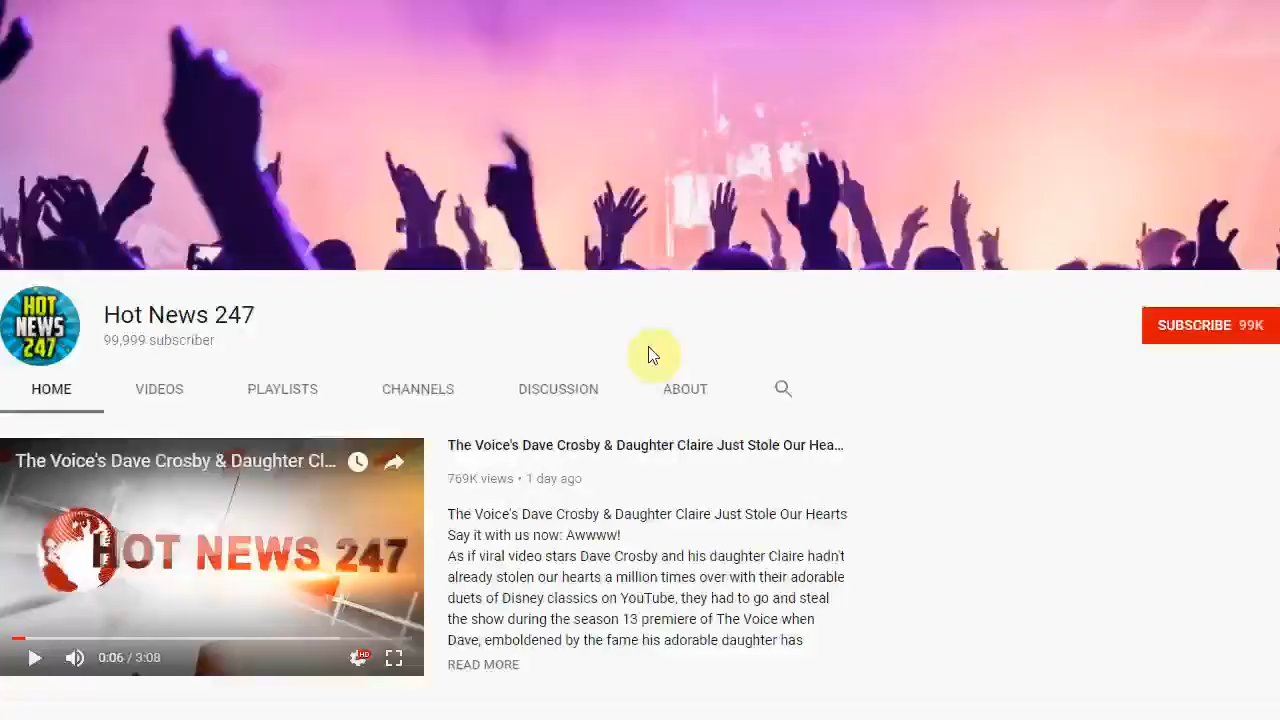 HOT
NEWS
247
Hot News 247
99,999 subscriber
SUBSCRIBE 99K
HOME VIDEOS PLAYLISTS CHANNELS DISCUSSION ABOUT
The Voice's Dave Crosby & Daughter Cl...
HOT NEWS 247
0:06 / 3:08
HD
The Voice's Dave Crosby & Daughter Claire Just Stole Our Hea...
769K views • 1 day ago
The Voice's Dave Crosby & Daughter Claire Just Stole Our Hearts
Say it with us now: Awwww!
As if viral video stars Dave Crosby and his daughter Claire hadn't
already stolen our hearts a million times over with their adorable
duets of Disney classics on YouTube, they had to go and steal
the show during the season 13 premiere of The Voice when
Dave, emboldened by the fame his adorable daughter has
READ MORE